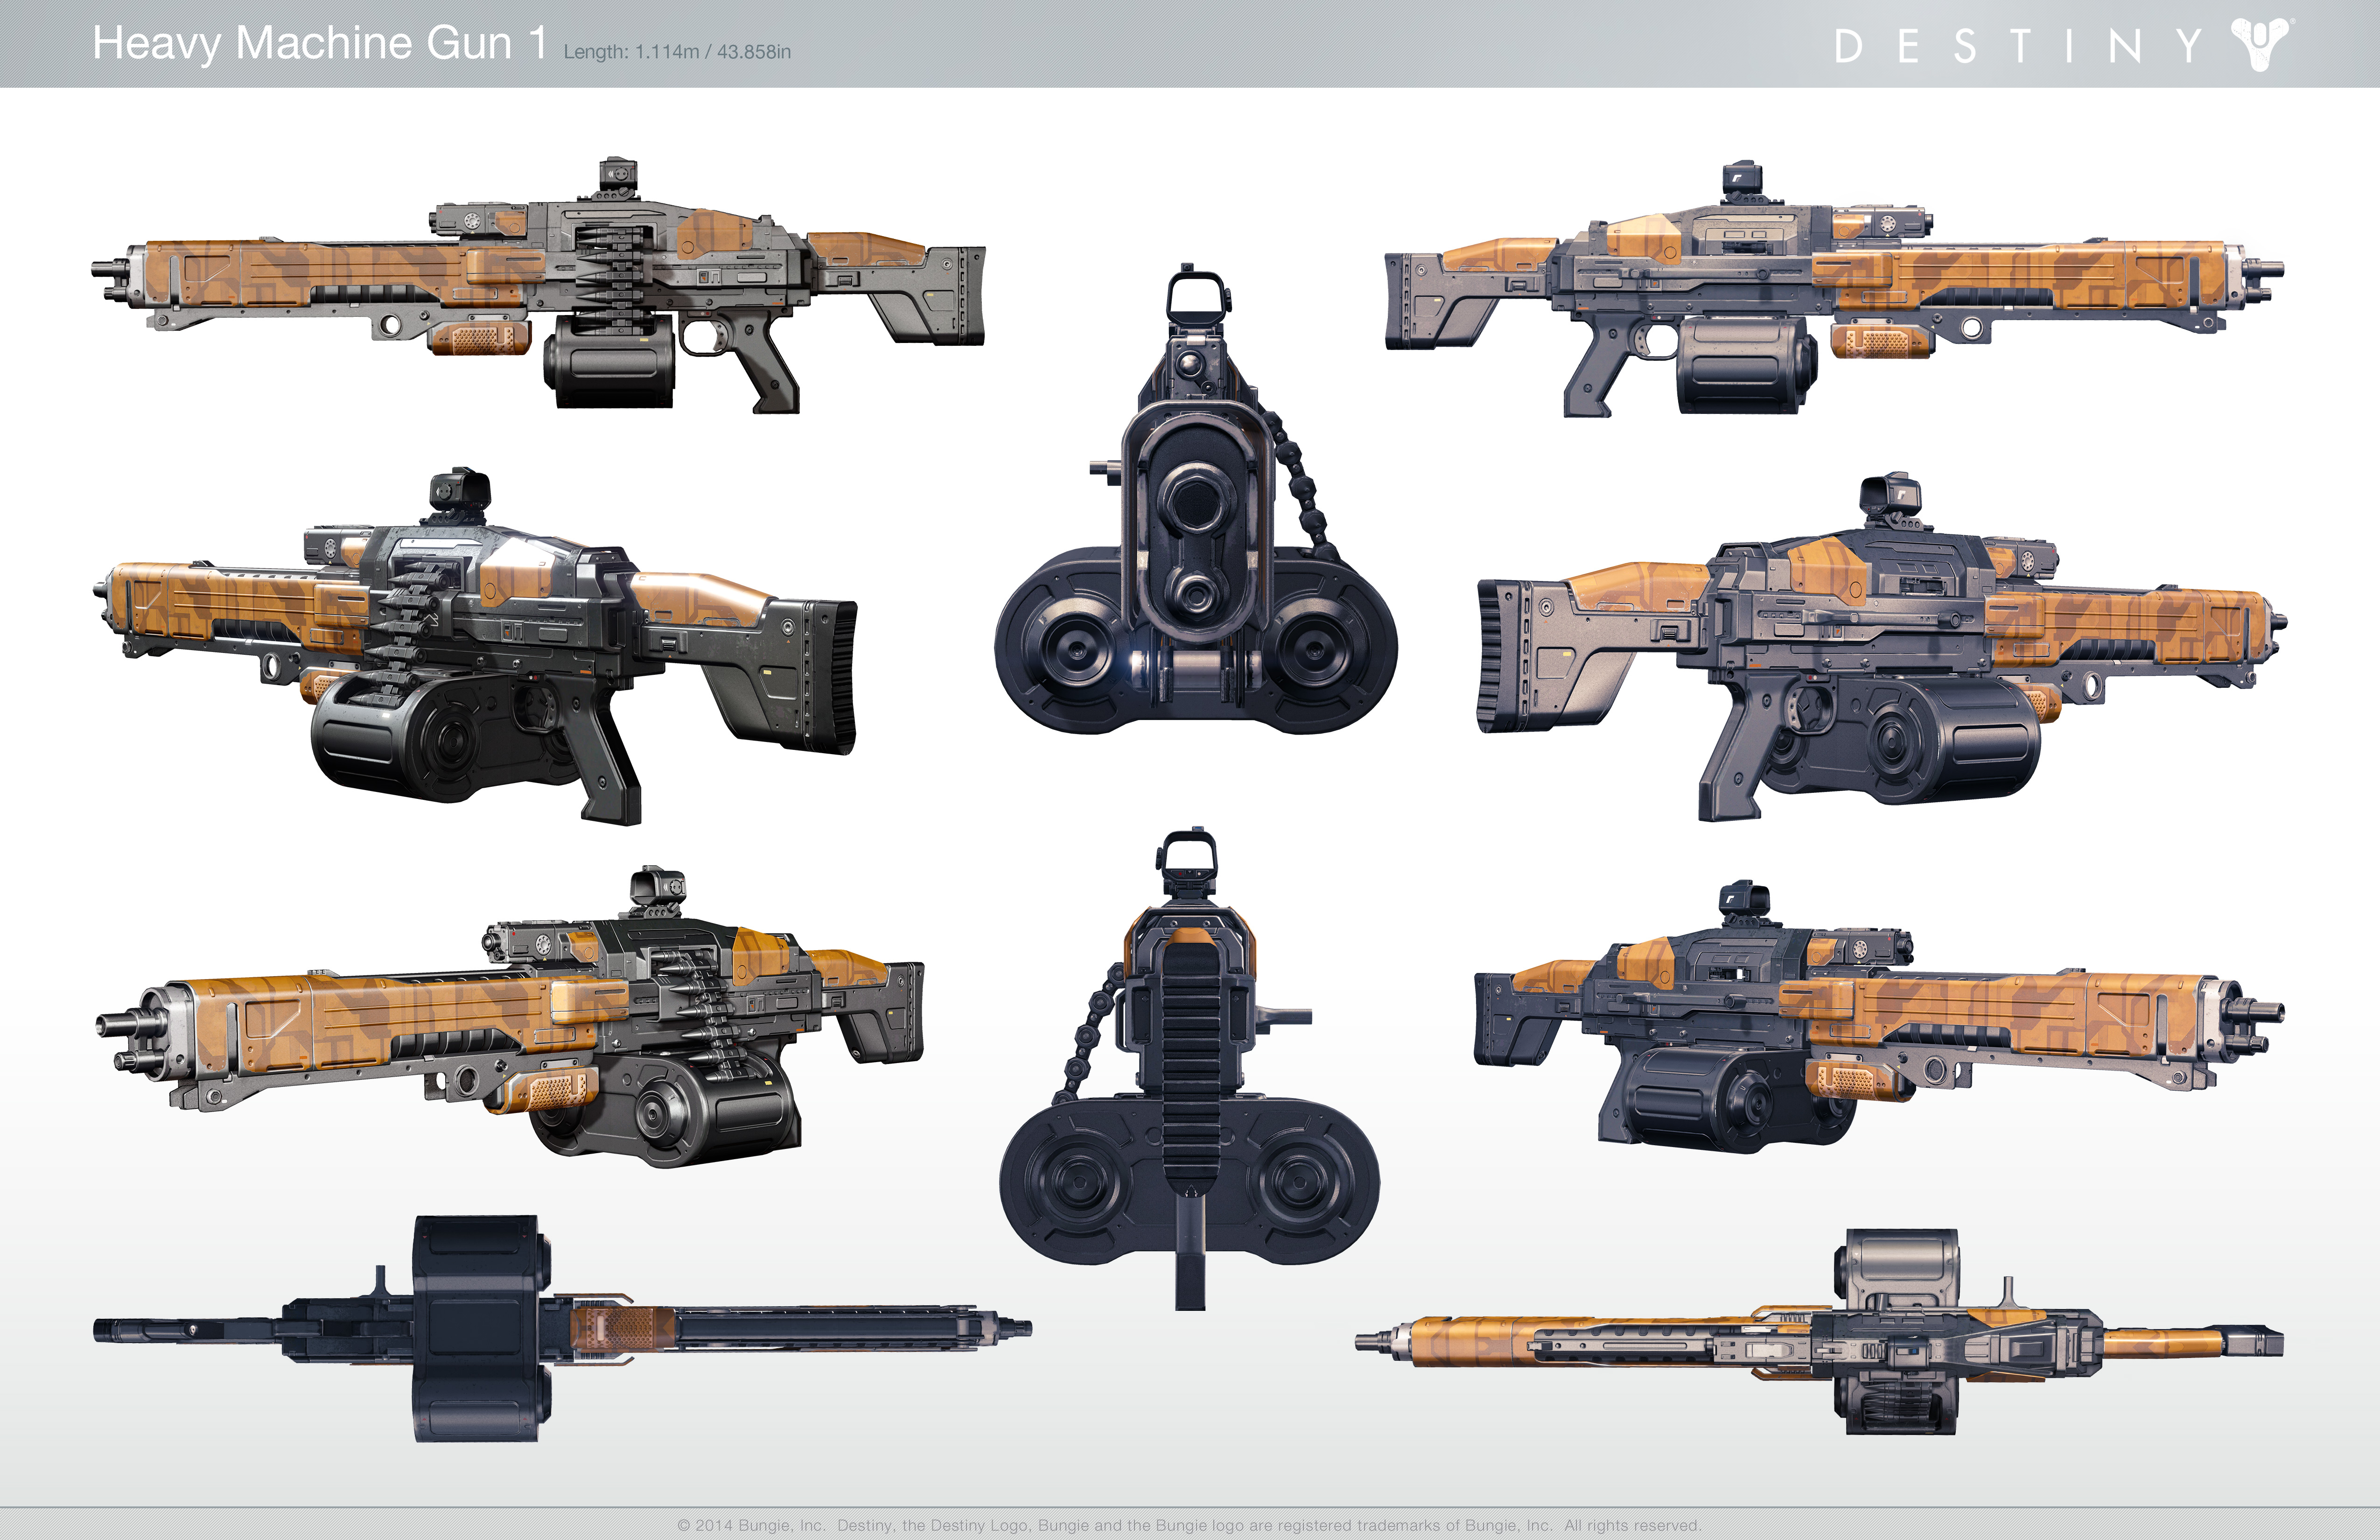 Heavy Machine Gun 1 Length: 1.114m / 43.858in
DESTINY
© 2014 Bungie, Inc. Destiny, the Destiny Logo, Bungie and the Bungie logo are registered trademarks of Bungie, Inc. All rights reserved.